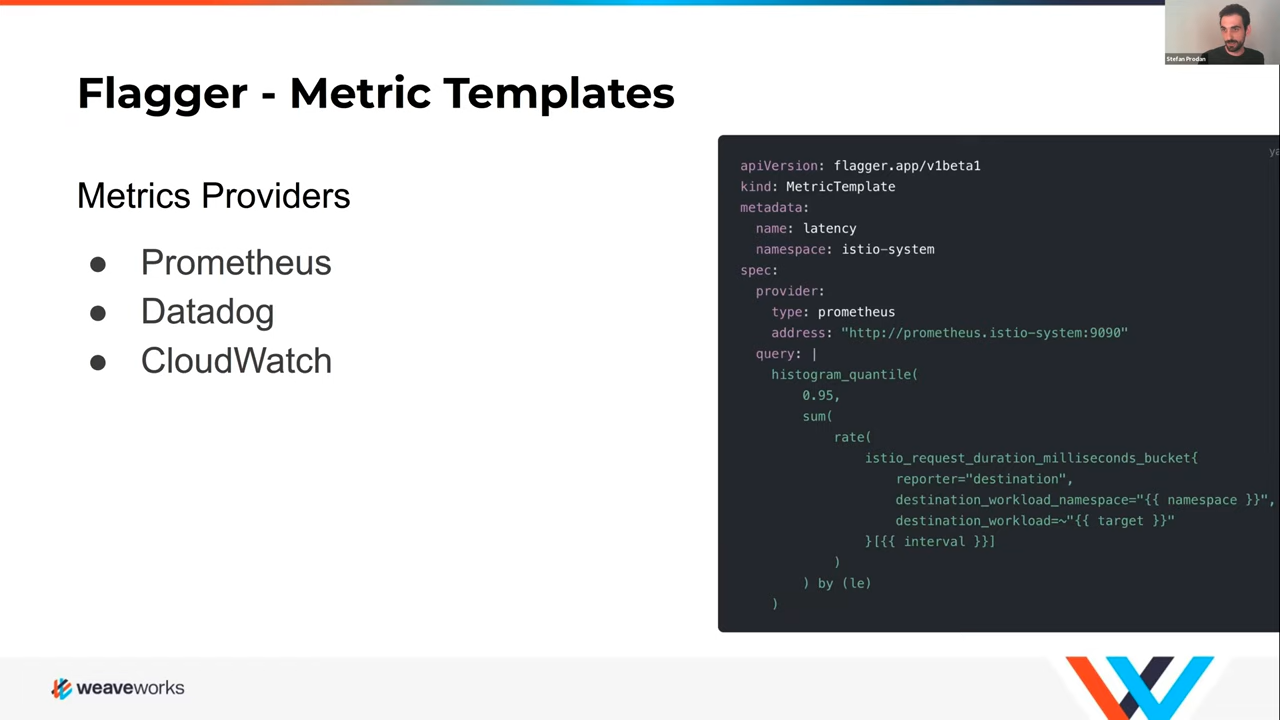 Stefan Prodan
Flagger - Metric Templates
Metrics Providers
● Prometheus
● Datadog
● CloudWatch
apiVersion: flagger.app/v1beta1
kind: MetricTemplate
metadata:
  name: latency
  namespace: istio-system
spec:
  provider:
    type: prometheus
    address: "http://prometheus.istio-system:9090"
  query: |
    histogram_quantile(
        0.95,
        sum(
            rate(
                istio_request_duration_milliseconds_bucket{
                    reporter="destination",
                    destination_workload_namespace="{{ namespace }}",
                    destination_workload=~"{{ target }}"
                }[{{ interval }}]
            )
        ) by (le)
    )
weaveworks